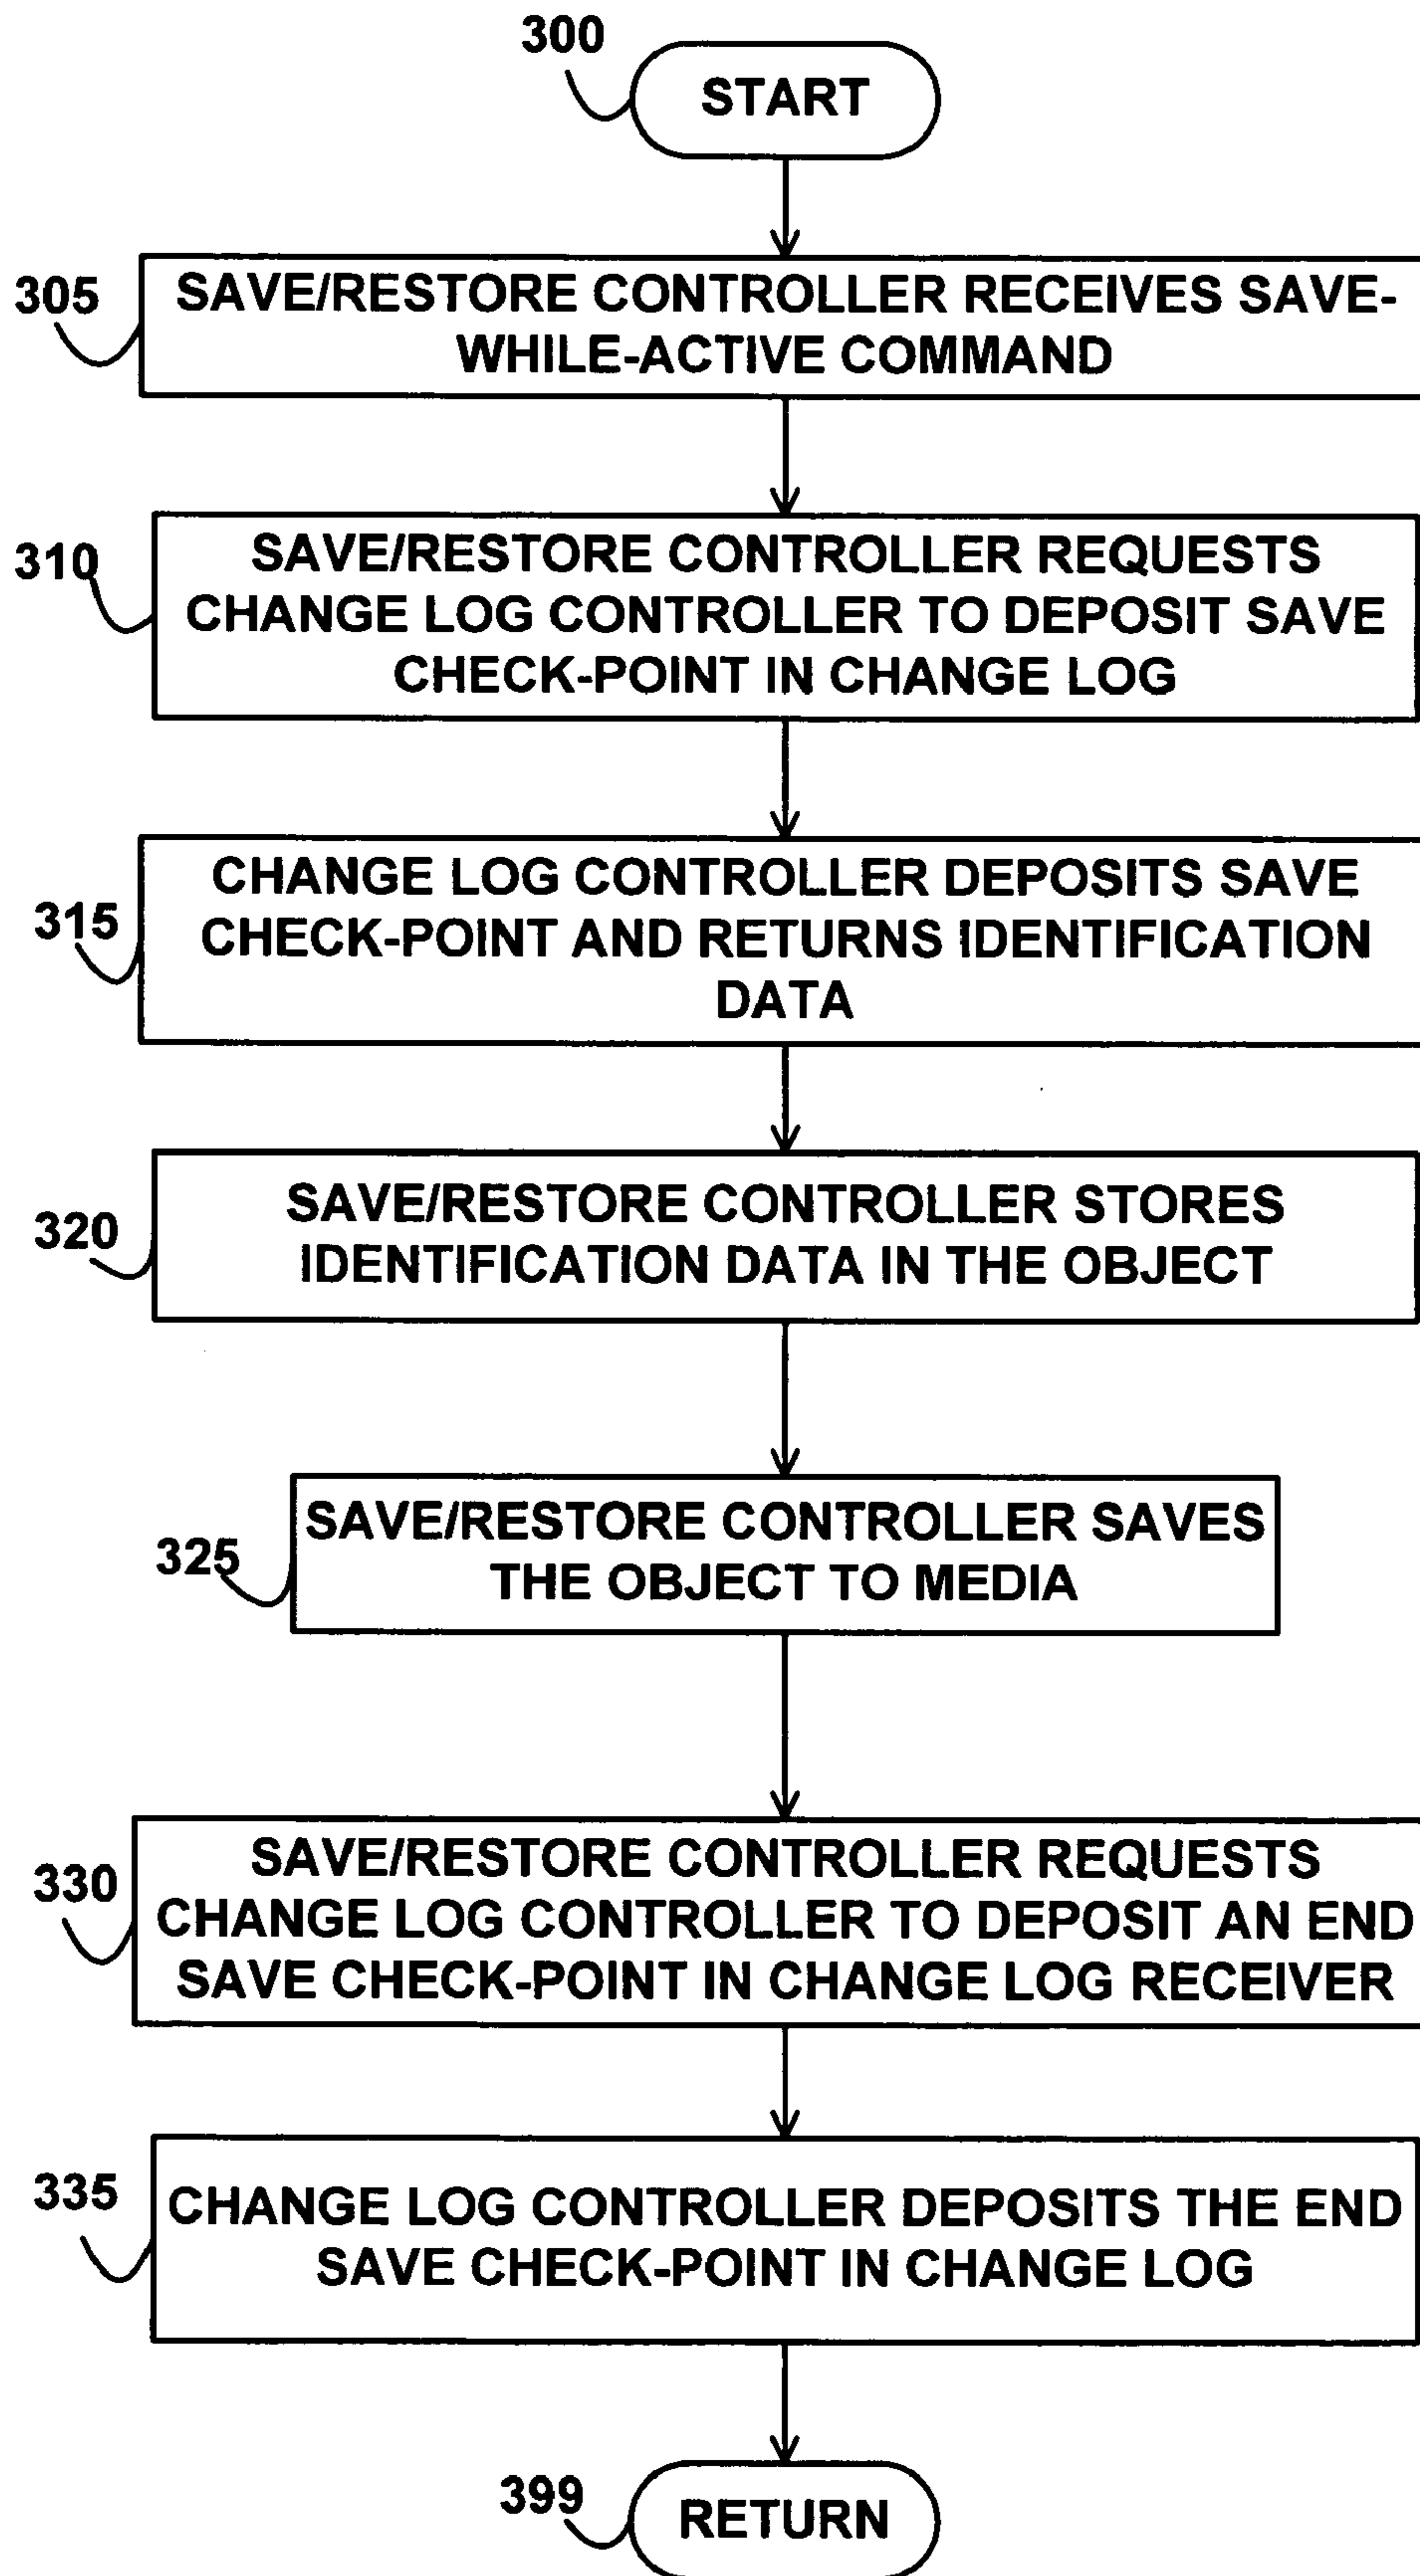 300
START
305
SAVE/RESTORE CONTROLLER RECEIVES SAVE-
WHILE-ACTIVE COMMAND
310
SAVE/RESTORE CONTROLLER REQUESTS
CHANGE LOG CONTROLLER TO DEPOSIT SAVE
CHECK-POINT IN CHANGE LOG
315
CHANGE LOG CONTROLLER DEPOSITS SAVE
CHECK-POINT AND RETURNS IDENTIFICATION
DATA
320
SAVE/RESTORE CONTROLLER STORES
IDENTIFICATION DATA IN THE OBJECT
325
SAVE/RESTORE CONTROLLER SAVES
THE OBJECT TO MEDIA
330
SAVE/RESTORE CONTROLLER REQUESTS
CHANGE LOG CONTROLLER TO DEPOSIT AN END
SAVE CHECK-POINT IN CHANGE LOG RECEIVER
335
CHANGE LOG CONTROLLER DEPOSITS THE END
SAVE CHECK-POINT IN CHANGE LOG
399
RETURN